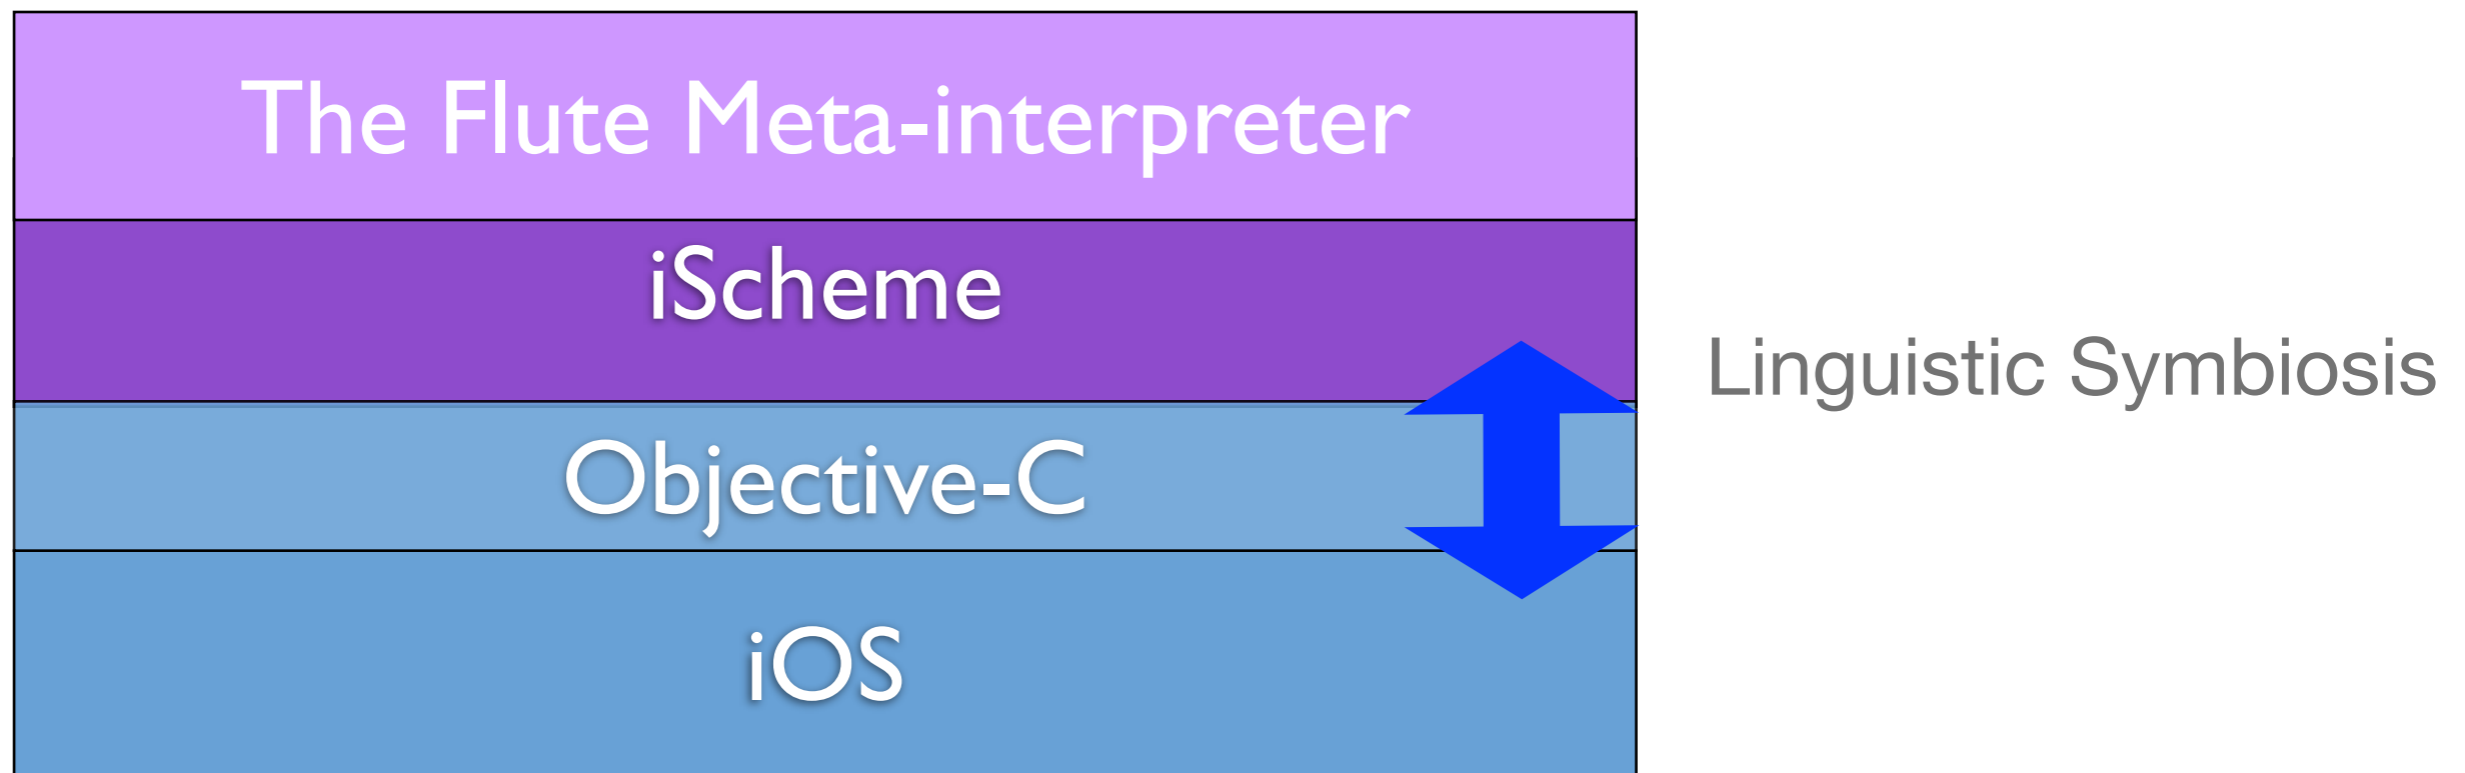 The Flute Meta-interpreter
iScheme
Linguistic Symbiosis
Objective-C
iOS